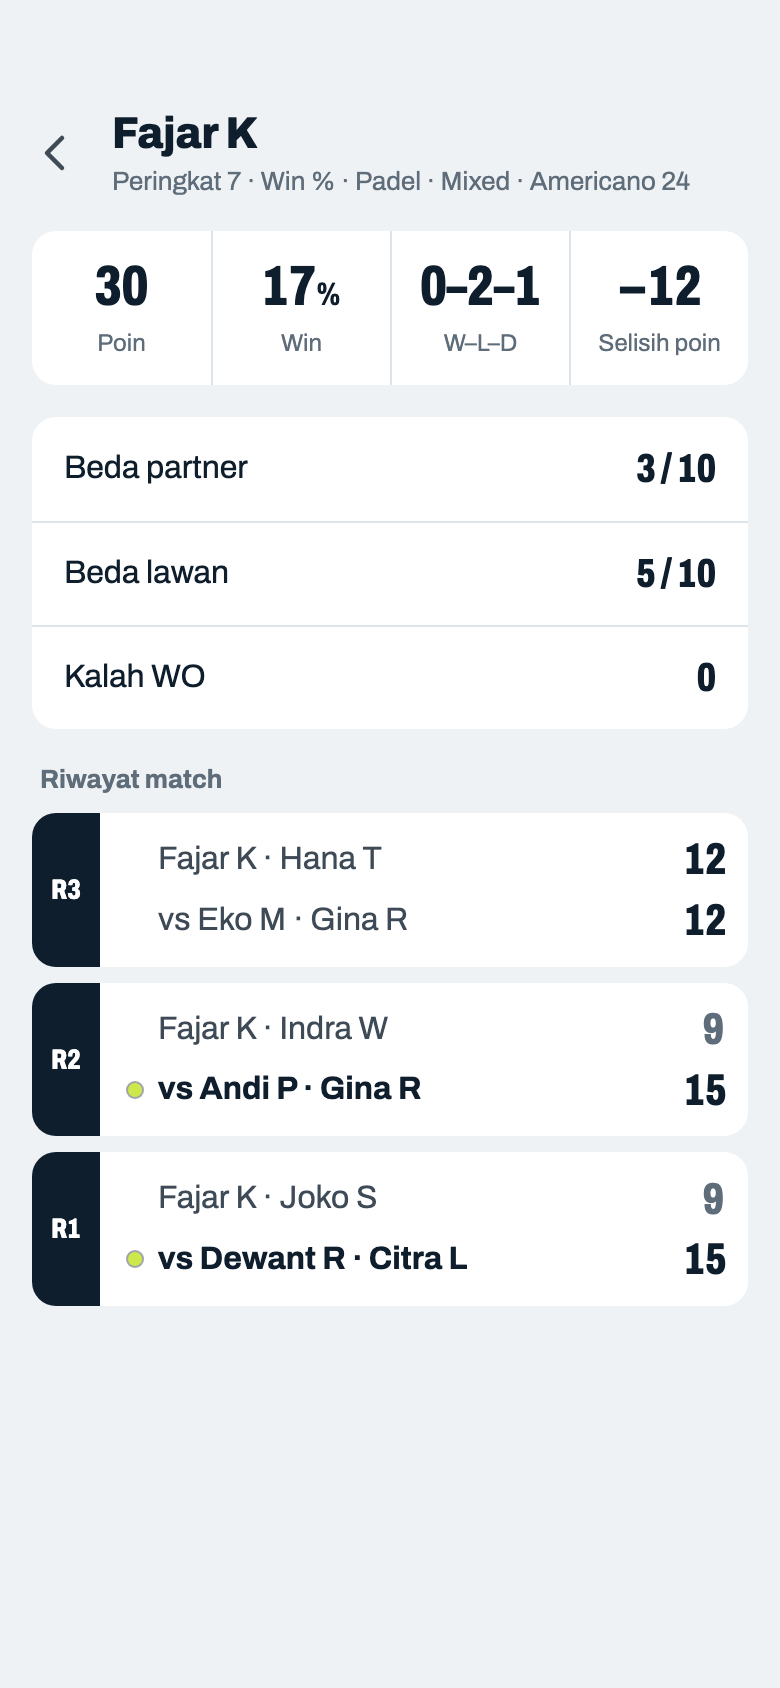 Fajar K
Peringkat 7 · Win % · Padel · Mixed · Americano 24
30
Poin
17%
Win
0–2–1
W–L–D
–12
Selisih poin
Beda partner 3/10
Beda lawan 5/10
Kalah WO 0
Riwayat match
R3
Fajar K · Hana T 12
vs Eko M · Gina R 12
R2
Fajar K · Indra W 9
vs Andi P · Gina R 15
R1
Fajar K · Joko S 9
vs Dewant R · Citra L 15